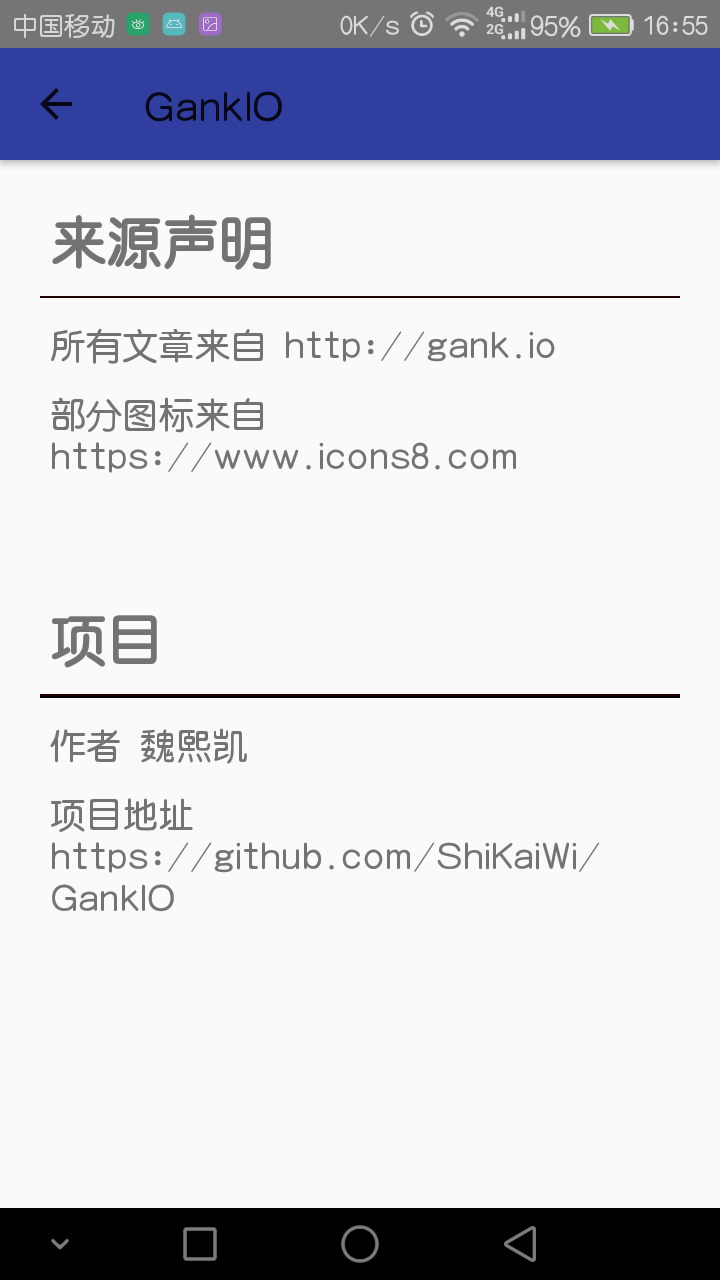 中国移动 0K/s 4G 2G 95% 16:55
GankIO
来源声明
所有文章来自 http://gank.io
部分图标来自
https://www.icons8.com
项目
作者 魏熙凯
项目地址
https://github.com/ShiKaiWi/
GankIO